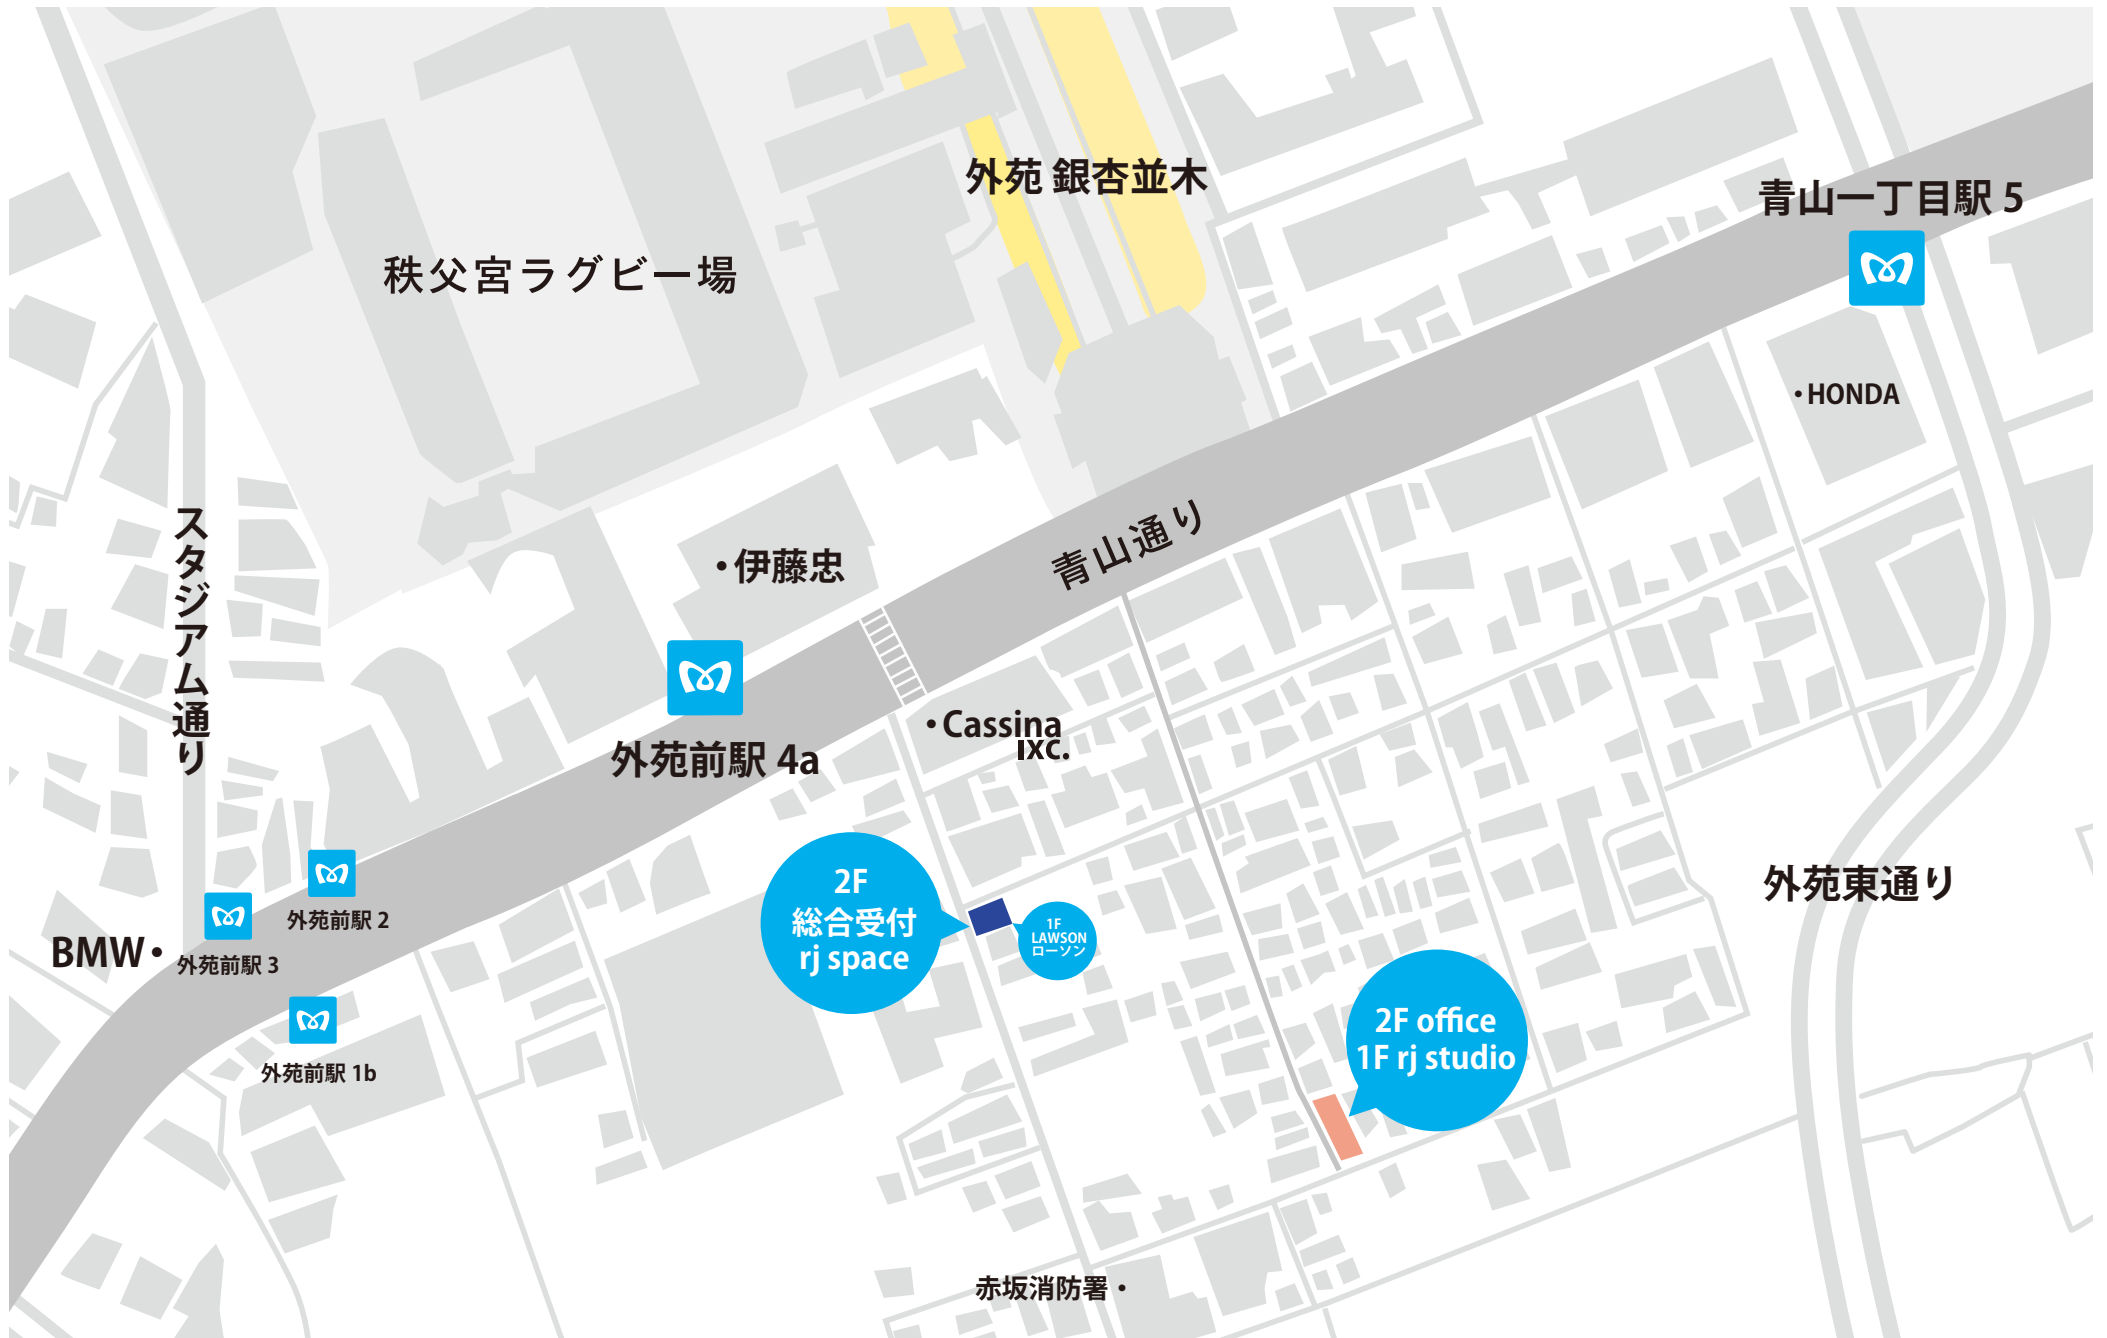 外苑 銀杏並木
青山一丁目駅 5
秩父宮ラグビー場
・HONDA
スタジアム通り
・伊藤忠
青山通り
・Cassina
IXC.
外苑前駅 4a
2F
総合受付
rj space
1F
LAWSON
ローソン
外苑東通り
外苑前駅 2
BMW・
外苑前駅 3
2F office
1F rj studio
外苑前駅 1b
赤坂消防署・